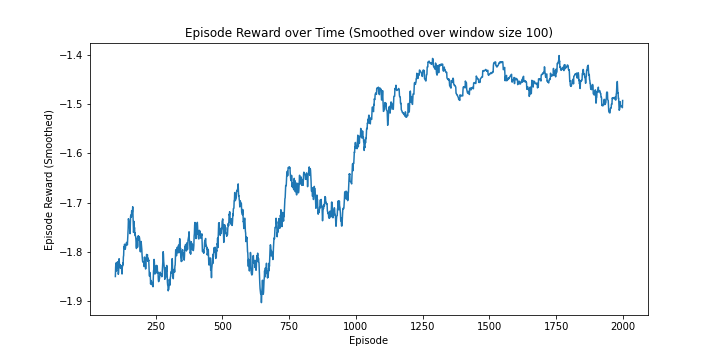 Episode Reward over Time (Smoothed over window size 100)
−1.4
−1.5
−1.6
−1.7
−1.8
−1.9
Episode Reward (Smoothed)
250 500 750 1000 1250 1500 1750 2000
Episode